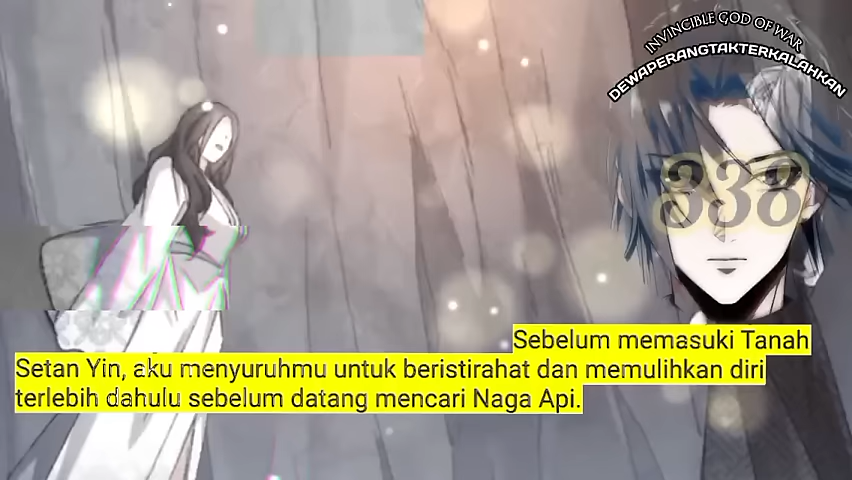 INVINCIBLE GOD OF WAR
DEWAPERANGTAKTERKALAHKAN
338
Sebelum memasuki Tanah
Setan Yin, aku menyuruhmu untuk beristirahat dan memulihkan diri
terlebih dahulu sebelum datang mencari Naga Api.